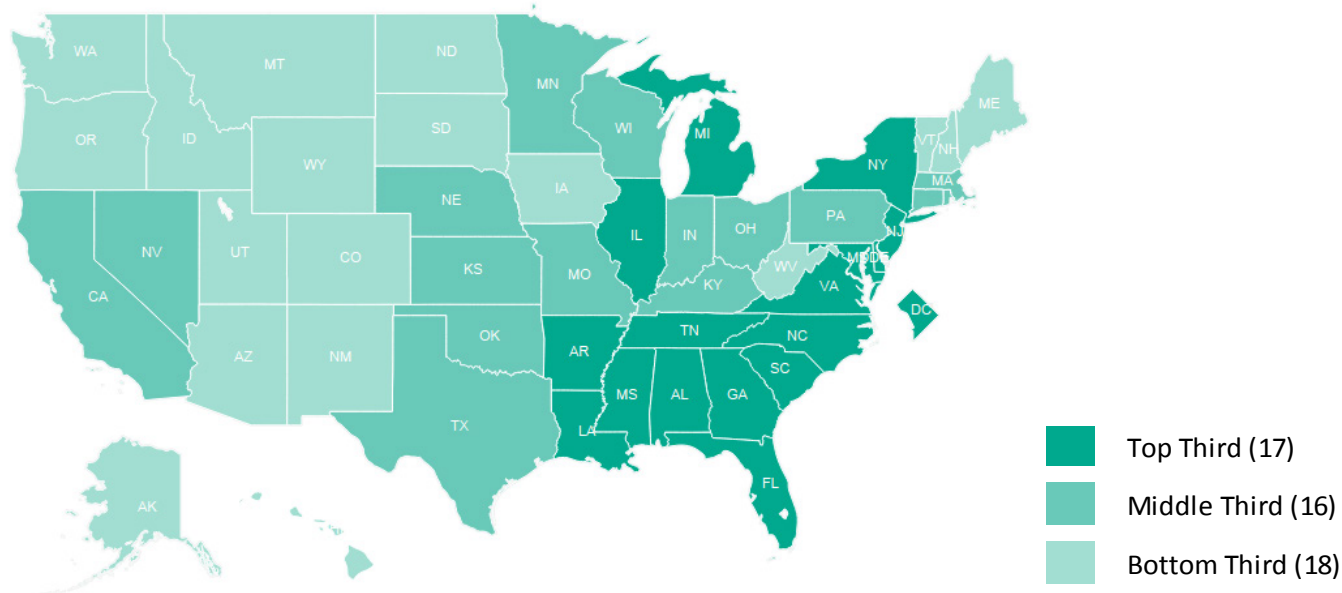 WA
MT
ND
MN
ME
OR
ID
SD
WI
MI
VT
NH
WY
NY
MA
IA
NE
PA
NV
UT
CO
IL
IN
OH
NJ
CA
KS
MO
WV
MD
DE
KY
VA
DC
AZ
NM
OK
AR
TN
NC
TX
MS
AL
GA
SC
LA
FL
AK
Top Third (17)
Middle Third (16)
Bottom Third (18)